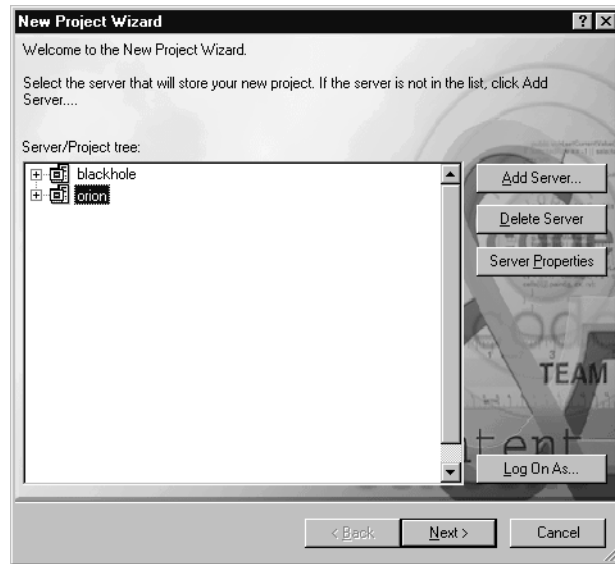 New Project Wizard
Welcome to the New Project Wizard.
Select the server that will store your new project. If the server is not in the list, click Add
Server....
Server/Project tree:
blackhole
orion
Add Server...
Delete Server
Server Properties
code
TEAM
Log On As...
< Back
Next >
Cancel